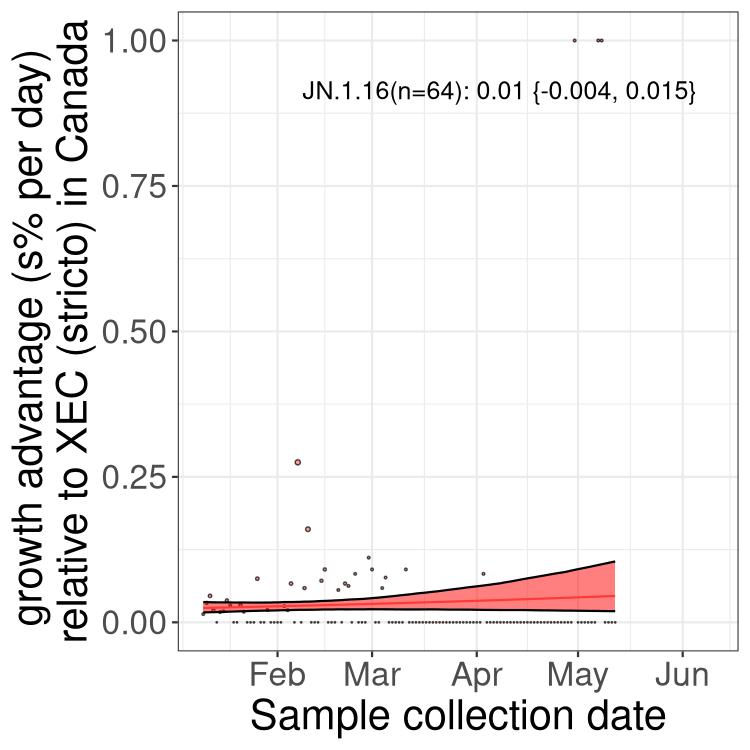 growth advantage (s% per day)
relative to XEC (stricto) in Canada
1.00
JN.1.16(n=64): 0.01 {-0.004, 0.015}
0.75
0.50
0.25
0.00
Feb Mar Apr May Jun
Sample collection date